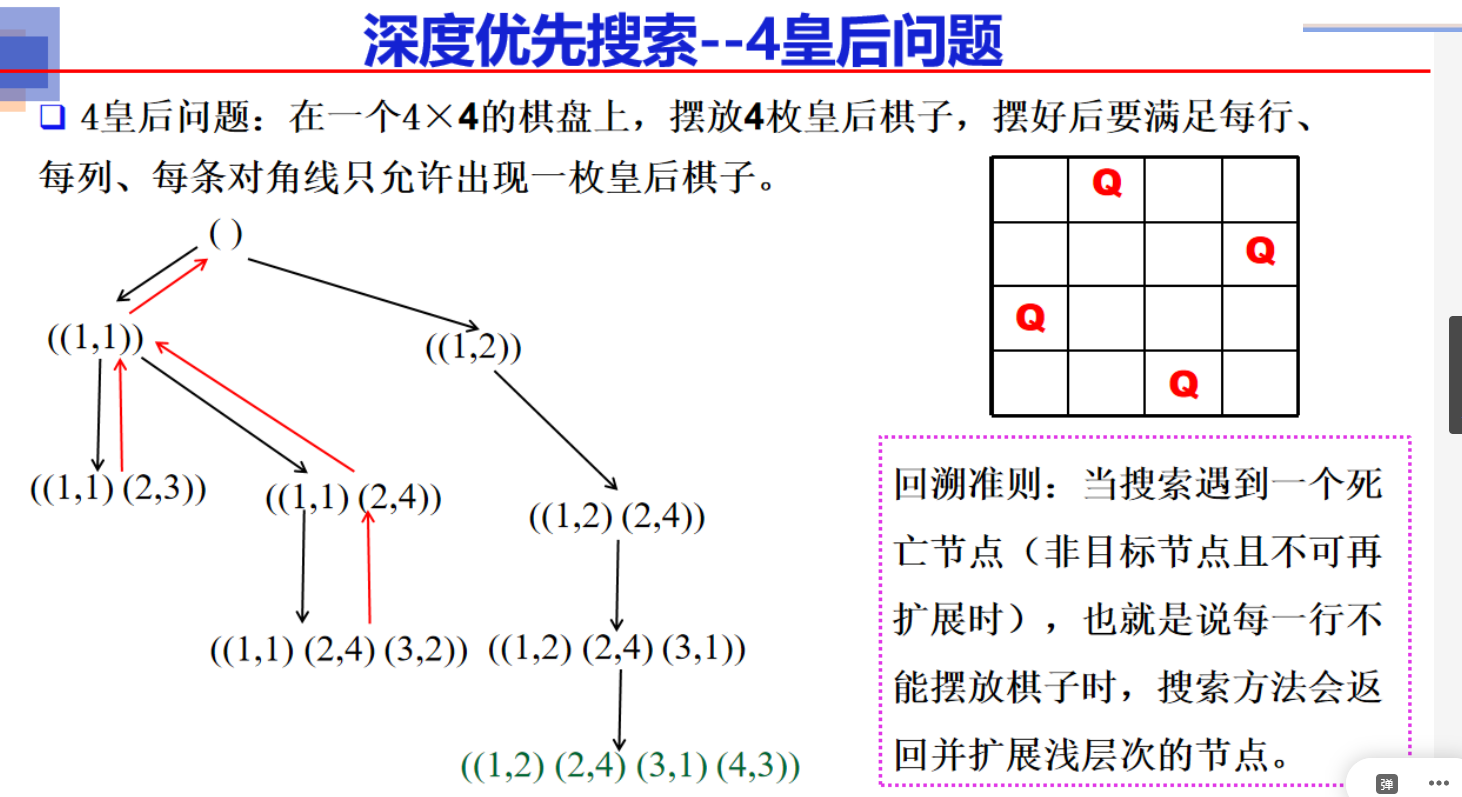 深度优先搜索--4皇后问题
4皇后问题：在一个4×4的棋盘上，摆放4枚皇后棋子，摆好后要满足每行、
每列、每条对角线只允许出现一枚皇后棋子。
( )
((1,1))
((1,2))
((1,1) (2,3))
((1,1) (2,4))
((1,2) (2,4))
((1,1) (2,4) (3,2))
((1,2) (2,4) (3,1))
((1,2) (2,4) (3,1) (4,3))
Q
Q
Q
Q
回溯准则：当搜索遇到一个死
亡节点（非目标节点且不可再
扩展时），也就是说每一行不
能摆放棋子时，搜索方法会返
回并扩展浅层次的节点。
弹